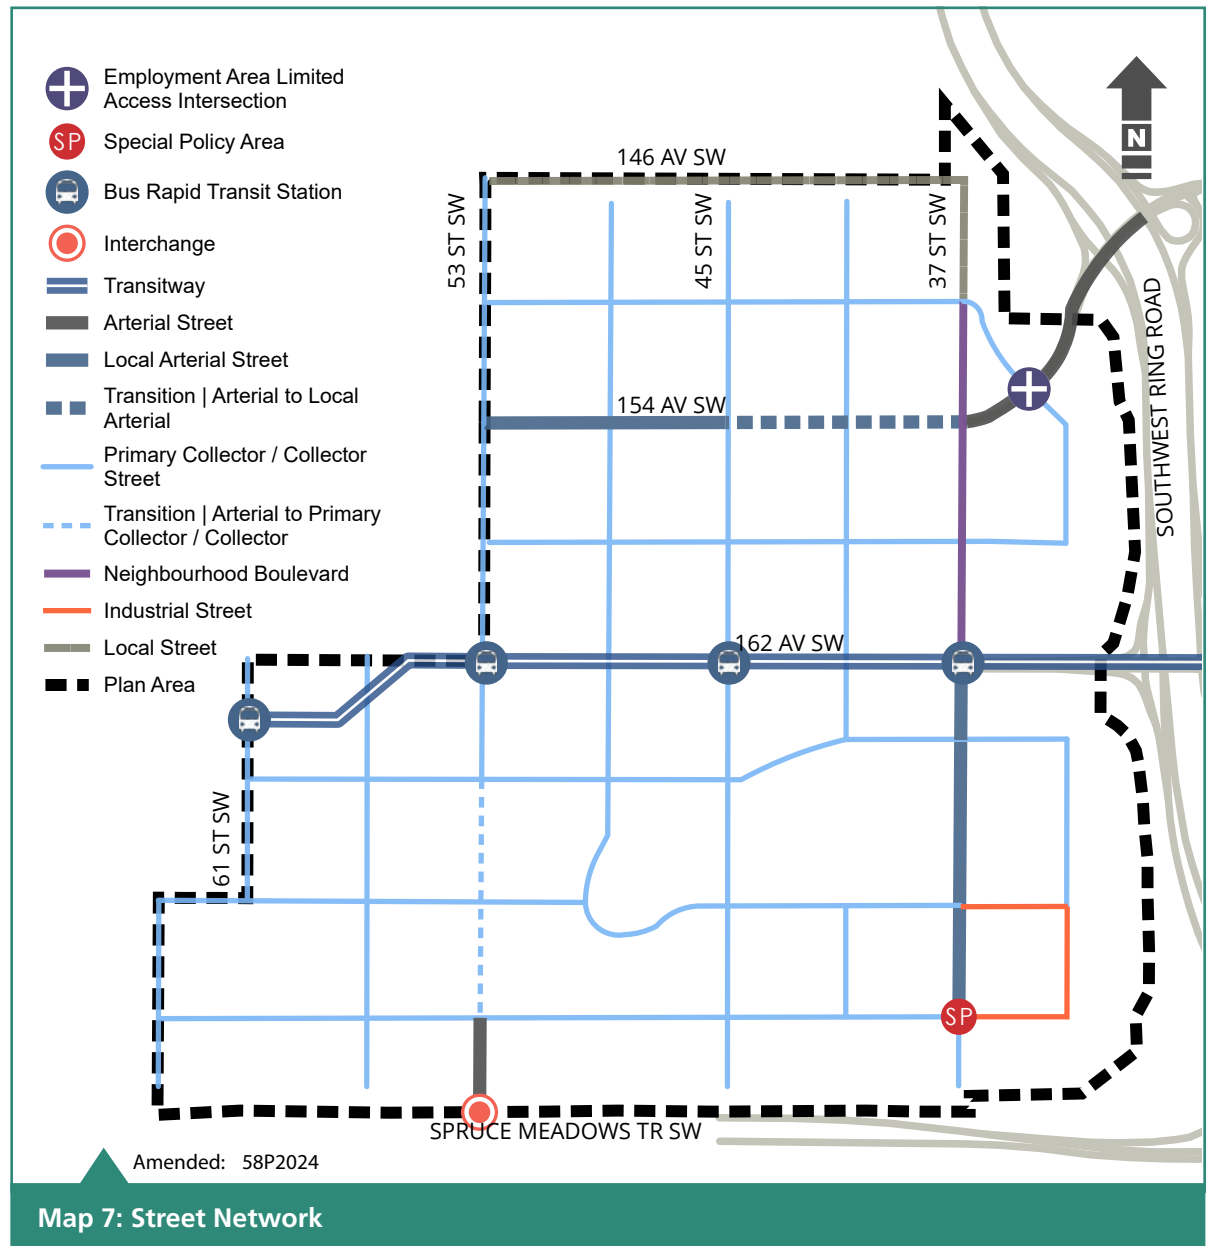 Employment Area Limited
Access Intersection
SP
Special Policy Area
Bus Rapid Transit Station
Interchange
Transitway
Arterial Street
Local Arterial Street
Transition | Arterial to Local
Arterial
Primary Collector / Collector
Street
Transition | Arterial to Primary
Collector / Collector
Neighbourhood Boulevard
Industrial Street
Local Street
Plan Area
N
146 AV SW
53 ST SW
45 ST SW
37 ST SW
SOUTHWEST RING ROAD
154 AV SW
162 AV SW
61 ST SW
SP
SPRUCE MEADOWS TR SW
Amended: 58P2024
Map 7: Street Network